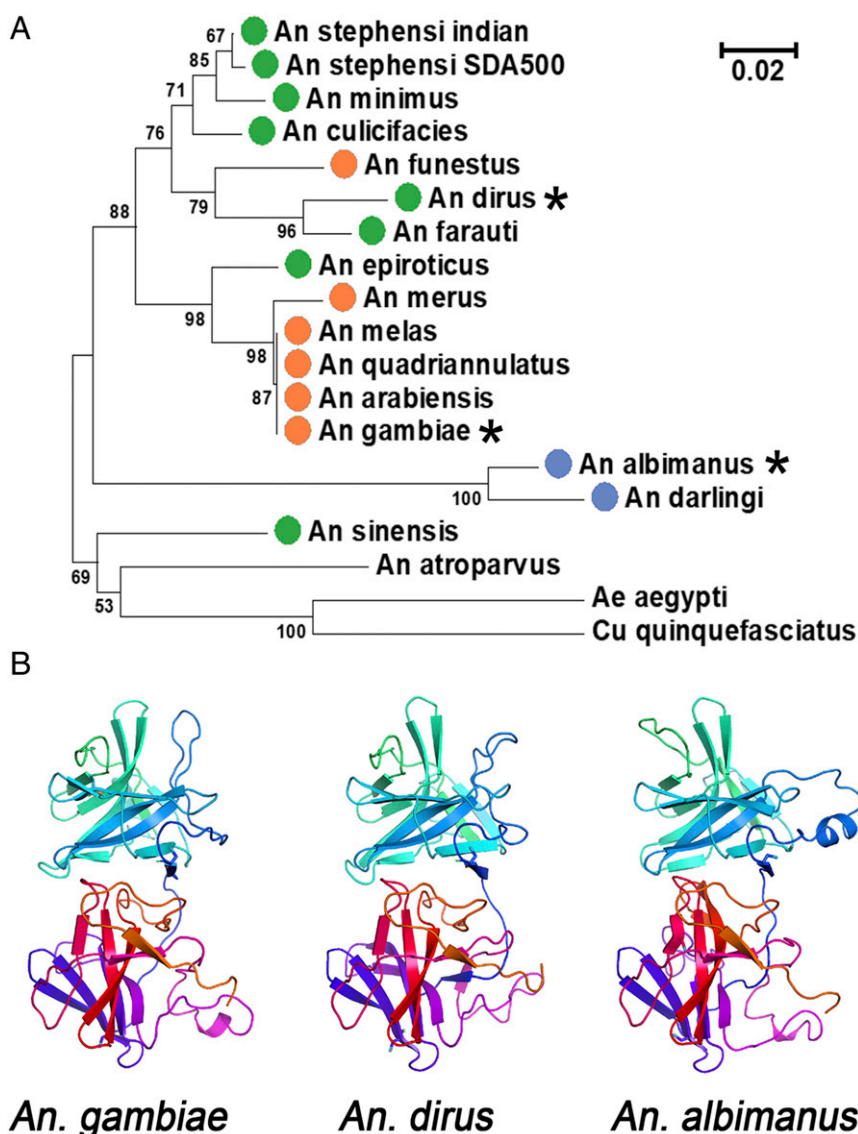 A
67
An stephensi indian
0.02
85
An stephensi SDA500
71
An minimus
76
An culicifacies
An funestus
88
79
An dirus *
96
An farauti
An epiroticus
98
An merus
An melas
98
An quadriannulatus
87
An arabiensis
An gambiae *
An albimanus *
100
An darlingi
An sinensis
69
An atroparvus
53
Ae aegypti
100
Cu quinquefasciatus
B
An. gambiae
An. dirus
An. albimanus